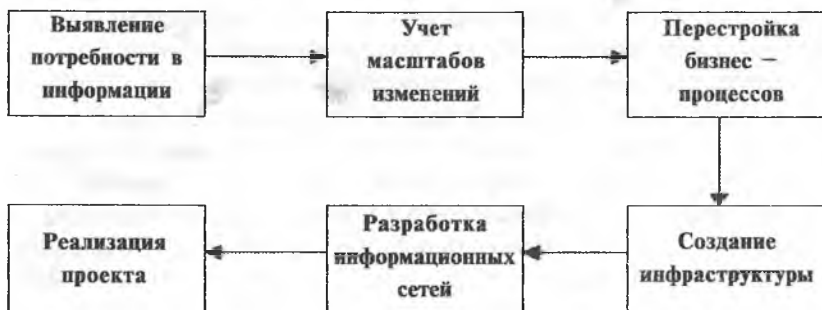 Выявление
потребности в
информации
Учет
масштабов
изменений
Перестройка
бизнес –
процессов
Создание
инфраструктуры
Разработка
информационных
сетей
Реализация
проекта